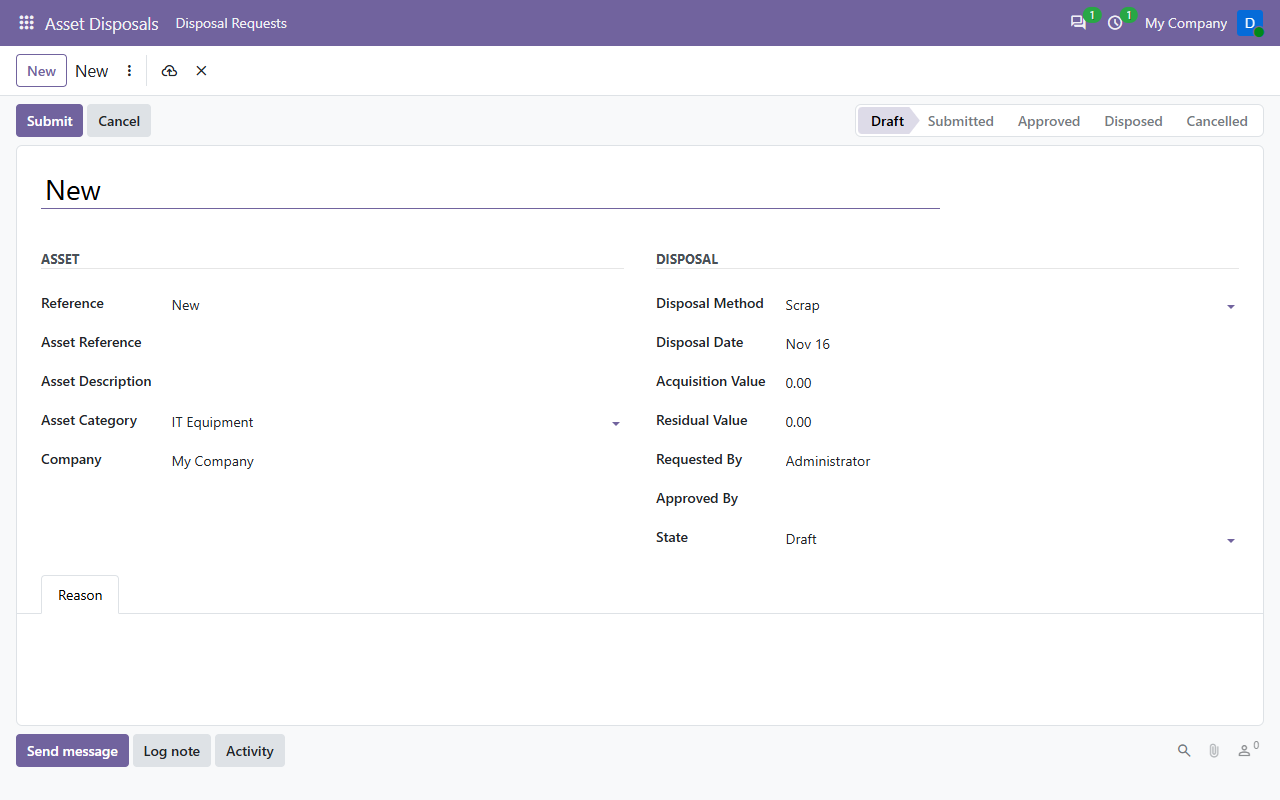 Asset Disposals Disposal Requests 1 1 My Company D
New New
Submit Cancel Draft Submitted Approved Disposed Cancelled
New
ASSET
Reference New
Asset Reference
Asset Description
Asset Category IT Equipment
Company My Company
DISPOSAL
Disposal Method Scrap
Disposal Date Nov 16
Acquisition Value 0.00
Residual Value 0.00
Requested By Administrator
Approved By
State Draft
Reason
Send message Log note Activity 0